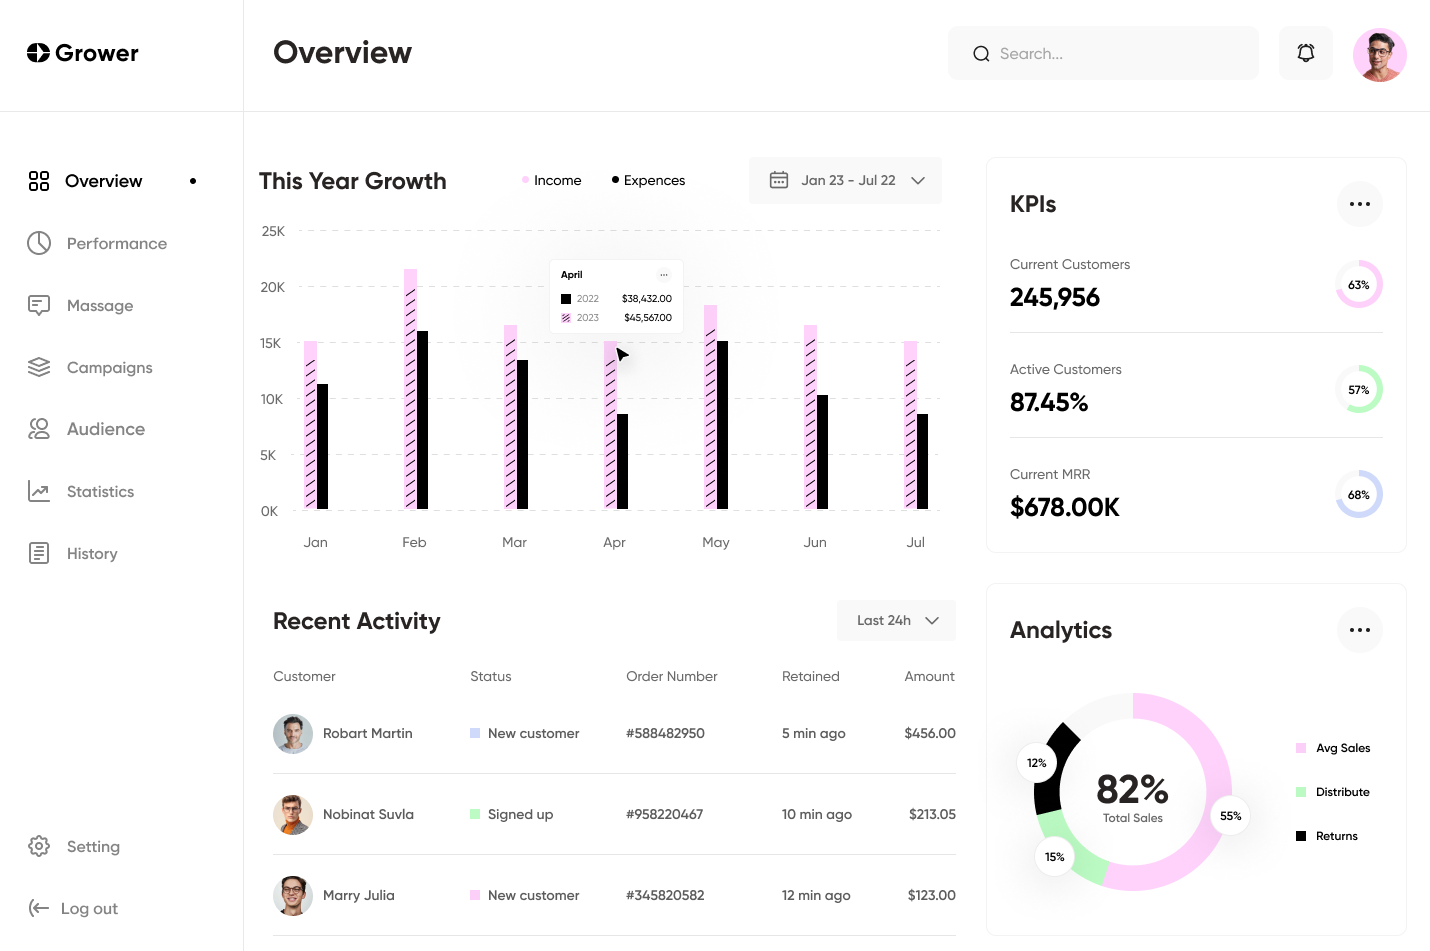 Grower
Overview
Search...
Overview
Performance
Massage
Campaigns
Audience
Statistics
History
Setting
Log out
This Year Growth
Income
Expences
Jan 23 - Jul 22
25K
20K
15K
10K
5K
0K
April
...
2022 $38,432.00
2023 $45,567.00
Jan Feb Mar Apr May Jun Jul
KPIs
Current Customers
245,956
63%
Active Customers
87.45%
57%
Current MRR
$678.00K
68%
Recent Activity
Last 24h
Customer Status Order Number Retained Amount
Robart Martin New customer #588482950 5 min ago $456.00
Nobinat Suvla Signed up #958220467 10 min ago $213.05
Marry Julia New customer #345820582 12 min ago $123.00
Analytics
12%
82%
Total Sales
55%
15%
Avg Sales
Distribute
Returns